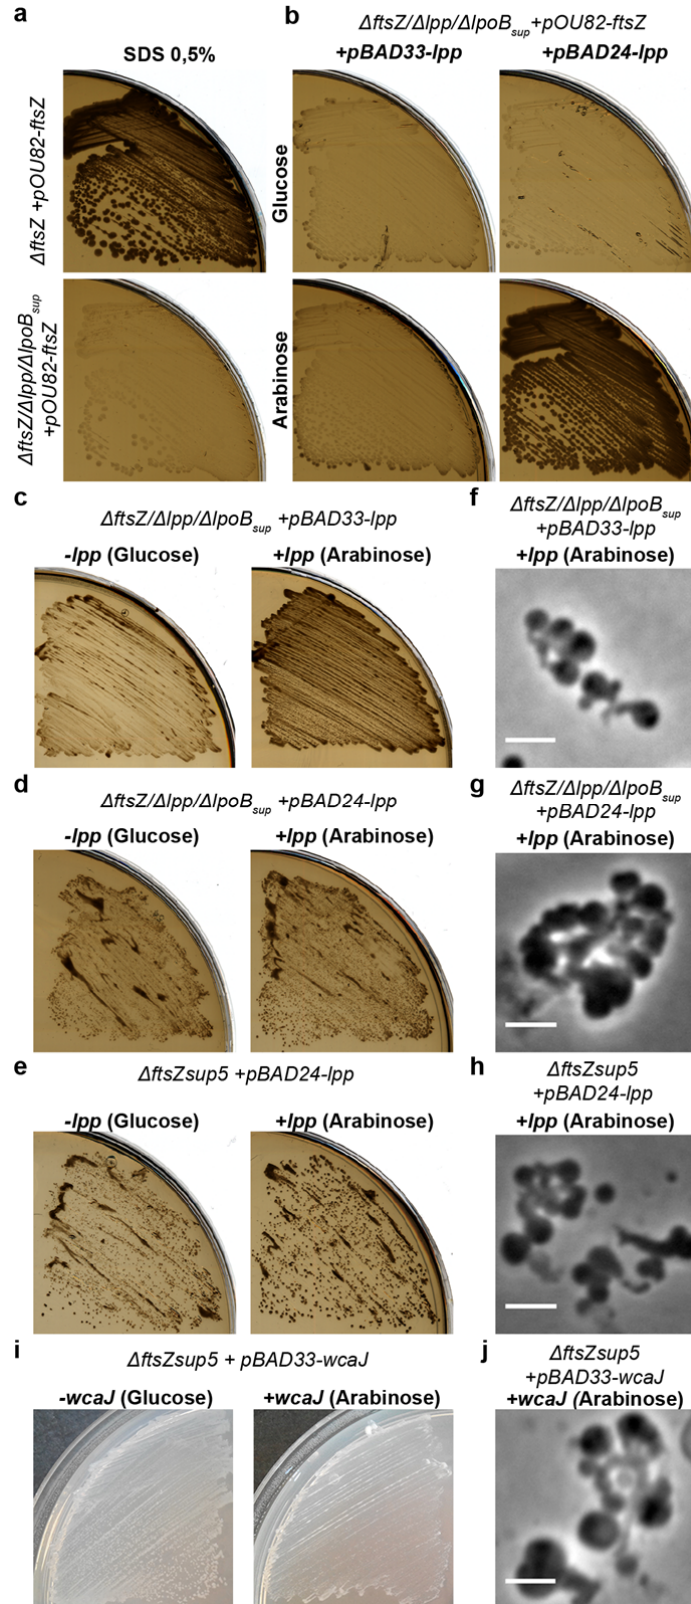 a
SDS 0,5%
ΔftsZ +pOU82-ftsZ
ΔftsZ/Δlpp/ΔlpoBsup
+pOU82-ftsZ
b
ΔftsZ/Δlpp/ΔlpoBsup+pOU82-ftsZ
+pBAD33-lpp
+pBAD24-lpp
Glucose
Arabinose
c
ΔftsZ/Δlpp/ΔlpoBsup +pBAD33-lpp
-lpp (Glucose)
+lpp (Arabinose)
f
ΔftsZ/Δlpp/ΔlpoBsup
+pBAD33-lpp
+lpp (Arabinose)
d
ΔftsZ/Δlpp/ΔlpoBsup +pBAD24-lpp
-lpp (Glucose)
+lpp (Arabinose)
g
ΔftsZ/Δlpp/ΔlpoBsup
+pBAD24-lpp
+lpp (Arabinose)
e
ΔftsZsup5 +pBAD24-lpp
-lpp (Glucose)
+lpp (Arabinose)
h
ΔftsZsup5
+pBAD24-lpp
+lpp (Arabinose)
i
ΔftsZsup5 + pBAD33-wcaJ
-wcaJ (Glucose)
+wcaJ (Arabinose)
j
ΔftsZsup5
+pBAD33-wcaJ
+wcaJ (Arabinose)